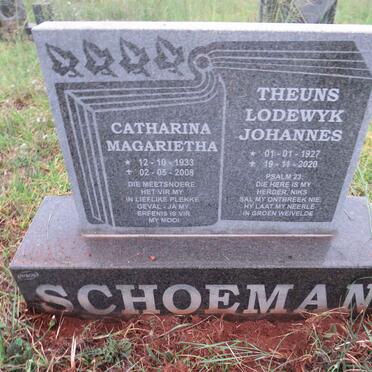 CATHARINA
MAGARIETHA
* 12 - 10 - 1933
+ 02 - 05 - 2008
DIE MEETSNOERE
HET VIR MY
IN LIEFLIKE PLEKKE
GEVAL - JA MY
ERFENIS IS VIR
MY MOOI
THEUNS
LODEWYK
JOHANNES
* 01 - 01 - 1927
+ 19 - 11 - 2020
PSALM 23:
DIE HERE IS MY
HERDER, NIKS
SAL MY ONTBREEK NIE.
HY LAAT MY NEERLE
IN GROEN WEIVELDE
SCHOEMAN